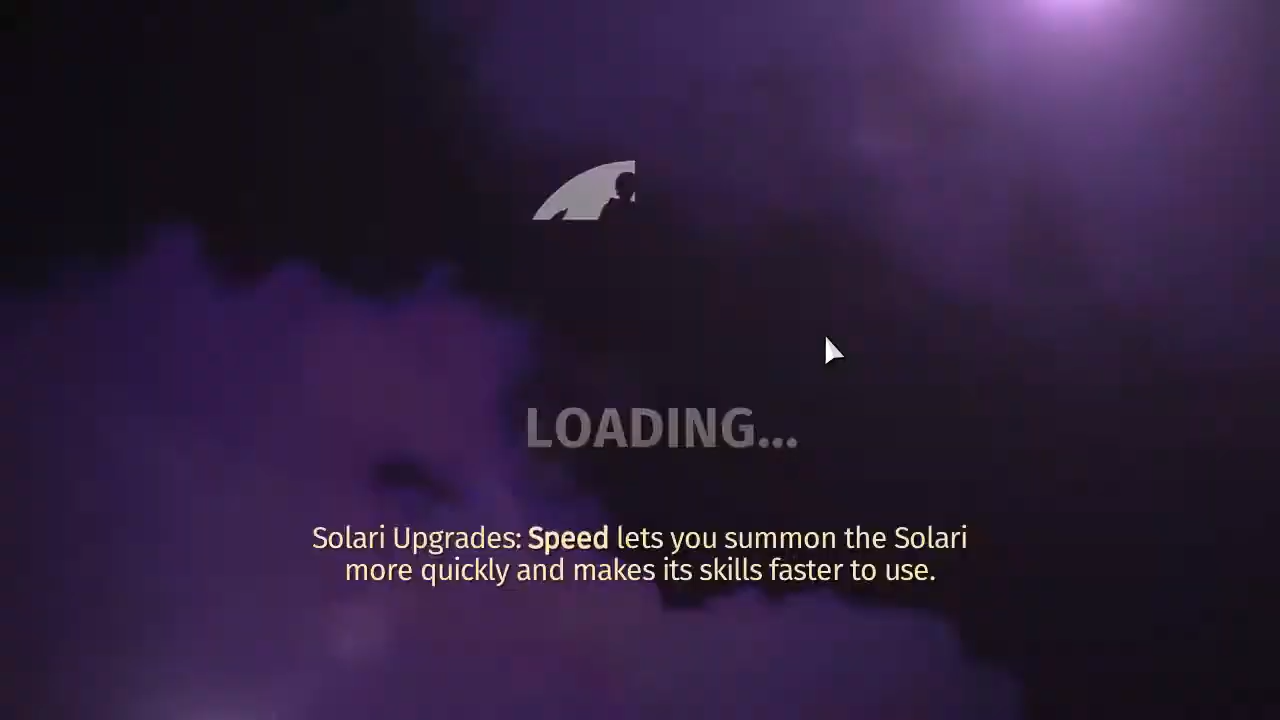 LOADING...
Solari Upgrades: Speed lets you summon the Solari
more quickly and makes its skills faster to use.